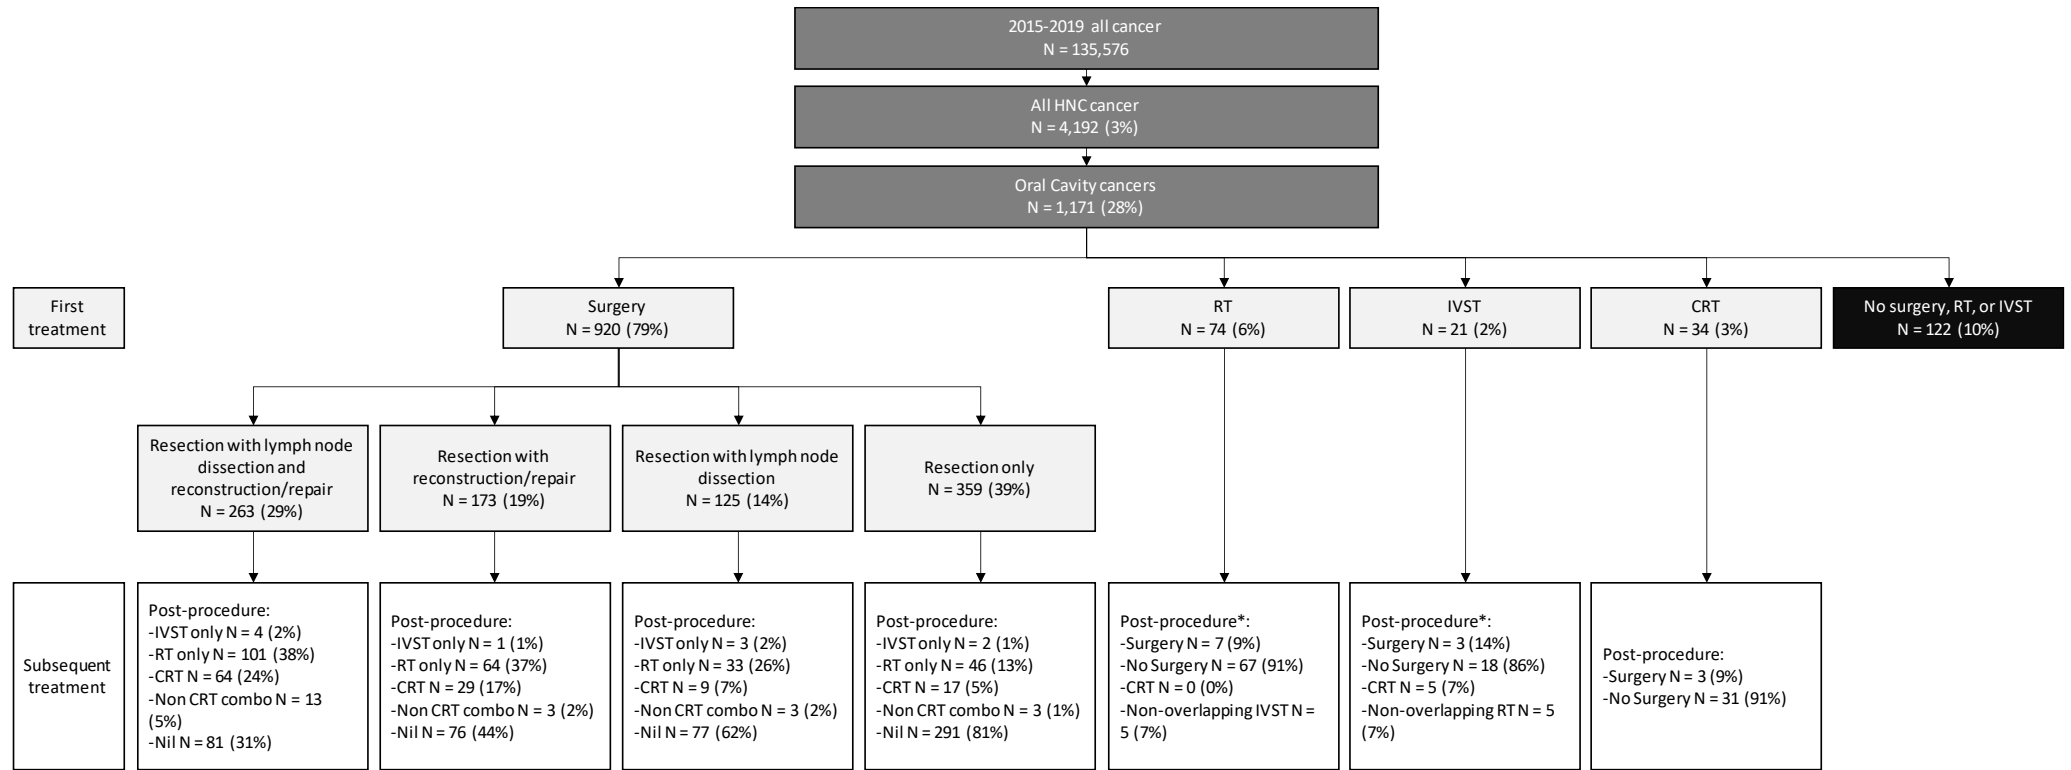 2015-2019 all cancer
N = 135,576
All HNC cancer
N = 4,192 (3%)
Oral Cavity cancers
N = 1,171 (28%)
First
treatment
Surgery
N = 920 (79%)
RT
N = 74 (6%)
IVST
N = 21 (2%)
CRT
N = 34 (3%)
No surgery, RT, or IVST
N = 122 (10%)
Resection with lymph node
dissection and
reconstruction/repair
N = 263 (29%)
Resection with
reconstruction/repair
N = 173 (19%)
Resection with lymph node
dissection
N = 125 (14%)
Resection only
N = 359 (39%)
Subsequent
treatment
Post-procedure:
-IVST only N = 4 (2%)
-RT only N = 101 (38%)
-CRT N = 64 (24%)
-Non CRT combo N = 13
(5%)
-Nil N = 81 (31%)
Post-procedure:
-IVST only N = 1 (1%)
-RT only N = 64 (37%)
-CRT N = 29 (17%)
-Non CRT combo N = 3 (2%)
-Nil N = 76 (44%)
Post-procedure:
-IVST only N = 3 (2%)
-RT only N = 33 (26%)
-CRT N = 9 (7%)
-Non CRT combo N = 3 (2%)
-Nil N = 77 (62%)
Post-procedure:
-IVST only N = 2 (1%)
-RT only N = 46 (13%)
-CRT N = 17 (5%)
-Non CRT combo N = 3 (1%)
-Nil N = 291 (81%)
Post-procedure*:
-Surgery N = 7 (9%)
-No Surgery N = 67 (91%)
-CRT N = 0 (0%)
-Non-overlapping IVST N =
5 (7%)
Post-procedure*:
-Surgery N = 3 (14%)
-No Surgery N = 18 (86%)
-CRT N = 5 (7%)
-Non-overlapping RT N = 5
(7%)
Post-procedure:
-Surgery N = 3 (9%)
-No Surgery N = 31 (91%)